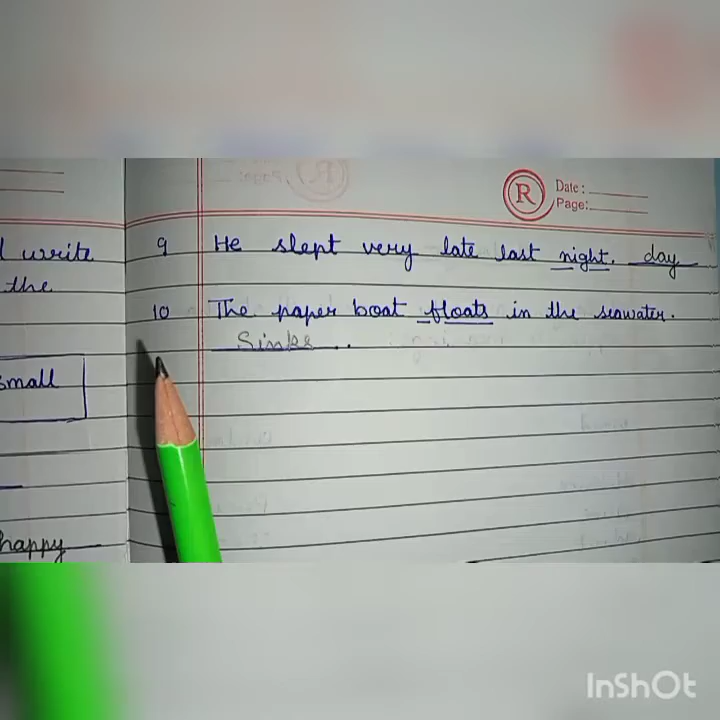 R
Date :
Page:
write
the
small
happy
9 He slept very late last night. day
10 The paper boat floats in the seawater.
Sinks
InShOt